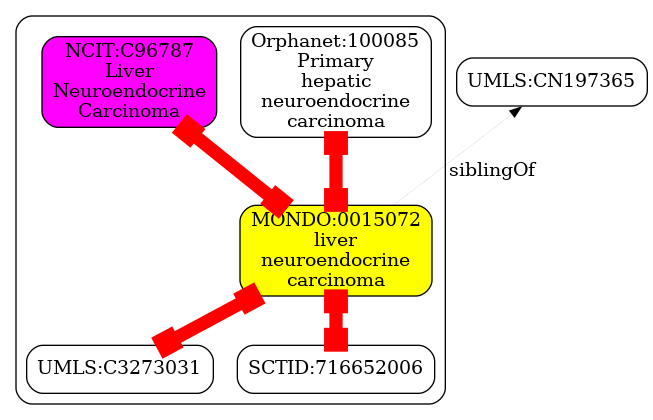 NCIT:C96787
Liver
Neuroendocrine
Carcinoma
Orphanet:100085
Primary
hepatic
neuroendocrine
carcinoma
UMLS:CN197365
siblingOf
MONDO:0015072
liver
neuroendocrine
carcinoma
UMLS:C3273031
SCTID:716652006